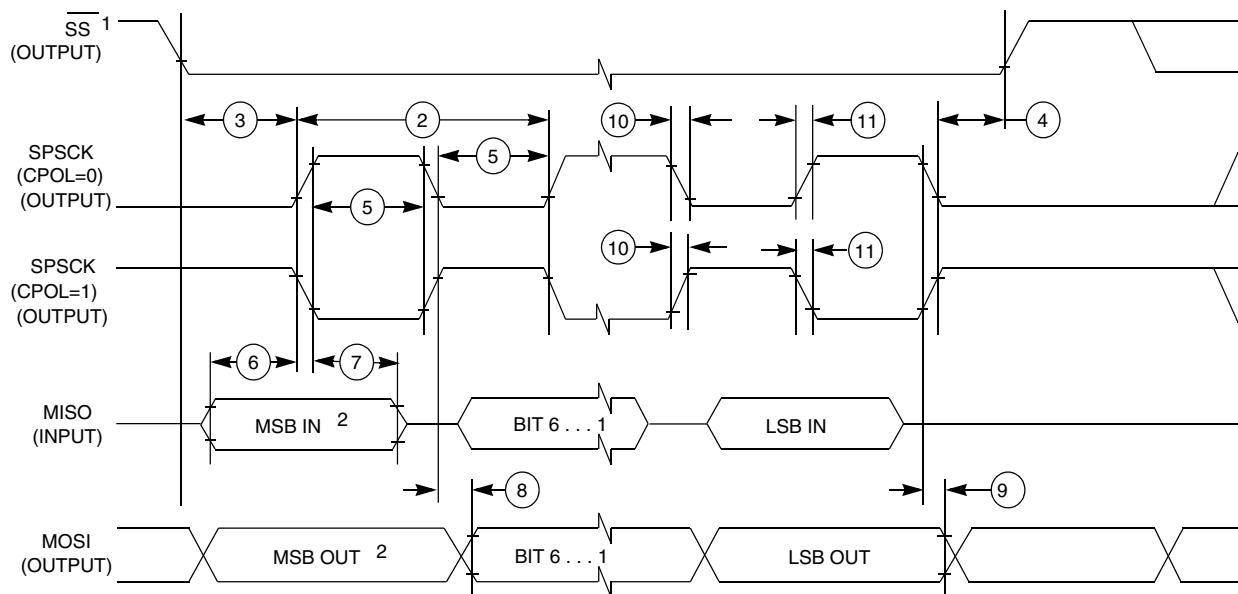 SS 1
(OUTPUT)
3
2
10
11
4
SPSCK
(CPOL=0)
(OUTPUT)
5
5
10
11
SPSCK
(CPOL=1)
(OUTPUT)
6
7
MISO
(INPUT)
MSB IN 2
BIT 6 . . . 1
LSB IN
8
9
MOSI
(OUTPUT)
MSB OUT 2
BIT 6 . . . 1
LSB OUT